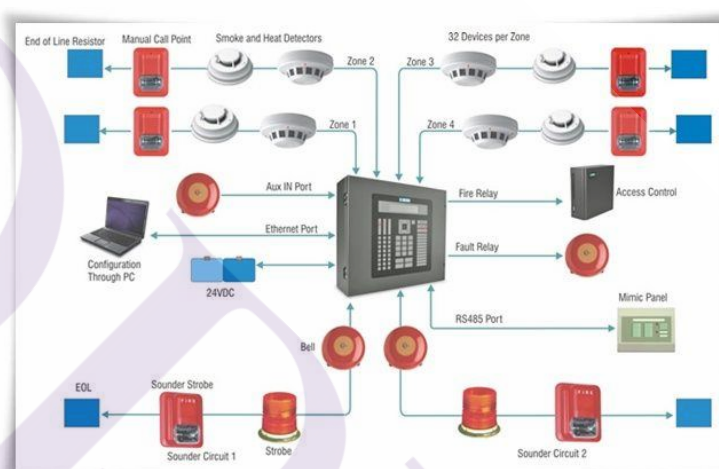 End of Line Resistor
Manual Call Point
Smoke and Heat Detectors
32 Devices per Zone
Zone 2
Zone 3
Zone 1
Zone 4
Aux IN Port
Fire Relay
Access Control
Ethernet Port
Fault Relay
Configuration
Through PC
24VDC
RS485 Port
Mimic Panel
Bell
EOL
Sounder Strobe
FIRE
FIRE
Sounder Circuit 1
Strobe
Sounder Circuit 2